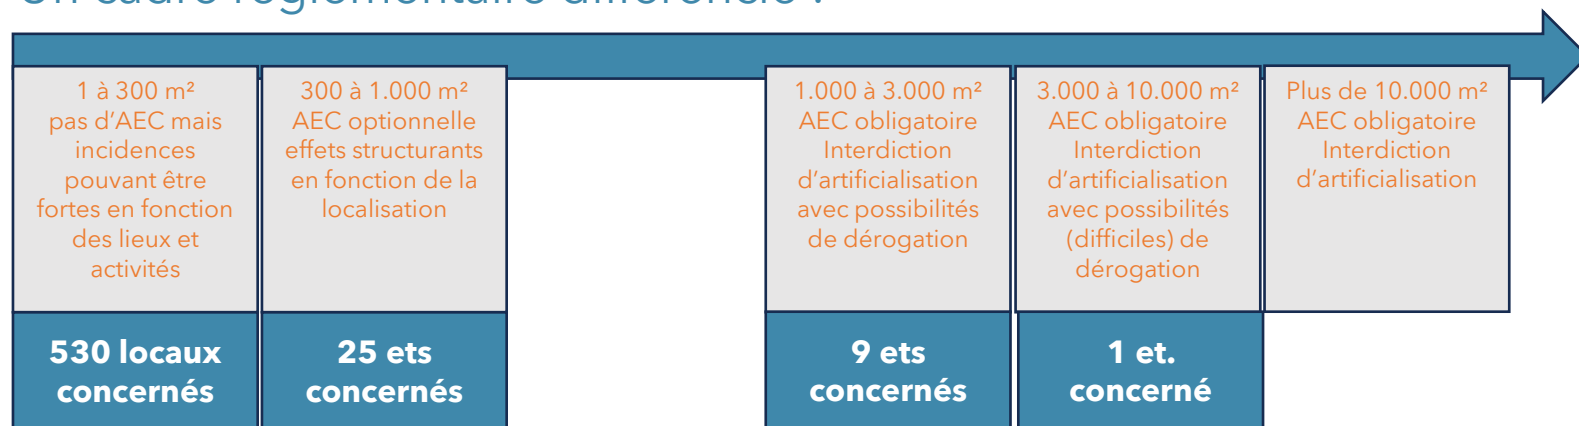 Un cadre réglementaire différencié :
1 à 300 m²
pas d’AEC mais
incidences
pouvant être
fortes en fonction
des lieux et
activités
530 locaux
concernés
300 à 1.000 m²
AEC optionnelle
effets structurants
en fonction de la
localisation
25 ets
concernés
1.000 à 3.000 m²
AEC obligatoire
Interdiction
d’artificialisation
avec possibilités
de dérogation
9 ets
concernés
3.000 à 10.000 m²
AEC obligatoire
Interdiction
d’artificialisation
avec possibilités
(difficiles) de
dérogation
1 et.
concerné
Plus de 10.000 m²
AEC obligatoire
Interdiction
d’artificialisation